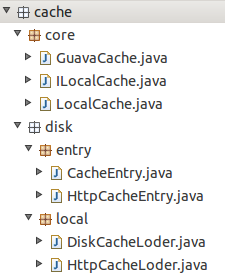 cache
core
GuavaCache.java
ILocalCache.java
LocalCache.java
disk
entry
CacheEntry.java
HttpCacheEntry.java
local
DiskCacheLoder.java
HttpCacheLoder.java